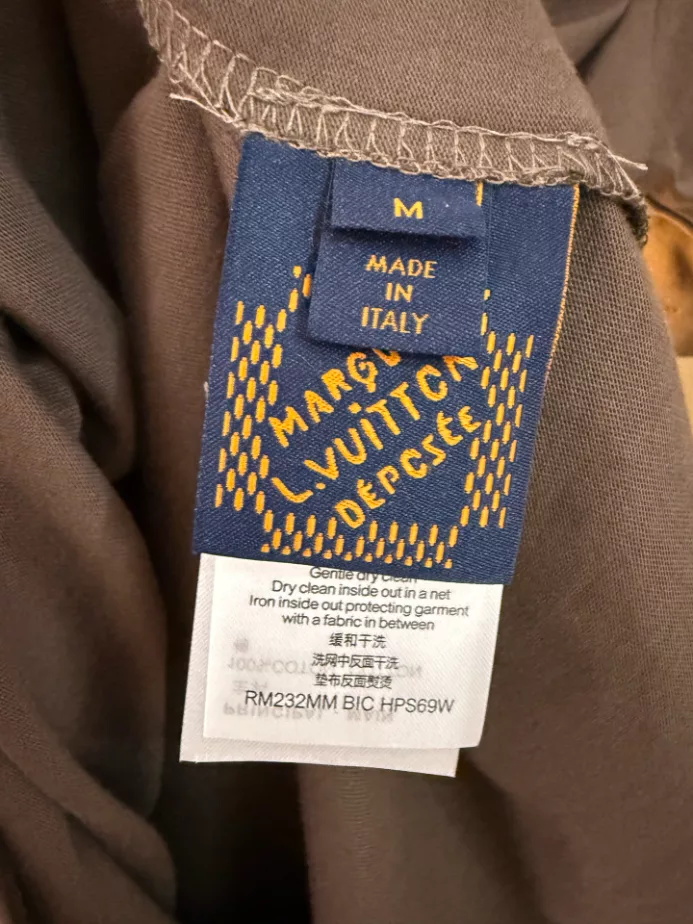 M
MADE
IN
ITALY
L.VUITTON
DÉPOSÉE
Gentle dry clean
Dry clean inside out in a net
Iron inside out protecting garment
with a fabric in between
缓和干洗
洗网中反面干洗
垫布反面熨烫
RM232MM BIC HPS69W
PRINCIPAL - MAIN